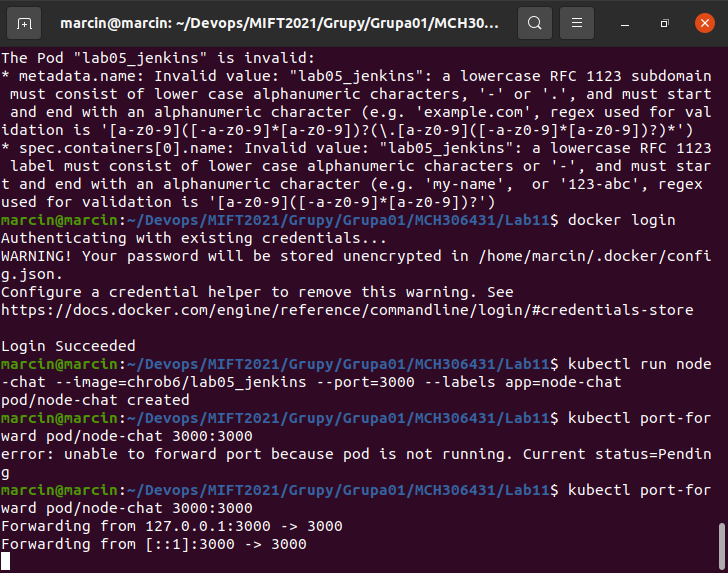 marcin@marcin: ~/Devops/MIFT2021/Grupy/Grupa01/MCH30...
The Pod "lab05_jenkins" is invalid:
* metadata.name: Invalid value: "lab05_jenkins": a lowercase RFC 1123 subdomain
 must consist of lower case alphanumeric characters, '-' or '.', and must start
 and end with an alphanumeric character (e.g. 'example.com', regex used for val
idation is '[a-z0-9]([-a-z0-9]*[a-z0-9])?(\.[a-z0-9]([-a-z0-9]*[a-z0-9])?)*')
* spec.containers[0].name: Invalid value: "lab05_jenkins": a lowercase RFC 1123
 label must consist of lower case alphanumeric characters or '-', and must star
t and end with an alphanumeric character (e.g. 'my-name',  or '123-abc', regex
used for validation is '[a-z0-9]([-a-z0-9]*[a-z0-9])?')
marcin@marcin:~/Devops/MIFT2021/Grupy/Grupa01/MCH306431/Lab11$ docker login
Authenticating with existing credentials...
WARNING! Your password will be stored unencrypted in /home/marcin/.docker/confi
g.json.
Configure a credential helper to remove this warning. See
https://docs.docker.com/engine/reference/commandline/login/#credentials-store

Login Succeeded
marcin@marcin:~/Devops/MIFT2021/Grupy/Grupa01/MCH306431/Lab11$ kubectl run node
-chat --image=chrob6/lab05_jenkins --port=3000 --labels app=node-chat
pod/node-chat created
marcin@marcin:~/Devops/MIFT2021/Grupy/Grupa01/MCH306431/Lab11$ kubectl port-for
ward pod/node-chat 3000:3000
error: unable to forward port because pod is not running. Current status=Pendin
g
marcin@marcin:~/Devops/MIFT2021/Grupy/Grupa01/MCH306431/Lab11$ kubectl port-for
ward pod/node-chat 3000:3000
Forwarding from 127.0.0.1:3000 -> 3000
Forwarding from [::1]:3000 -> 3000